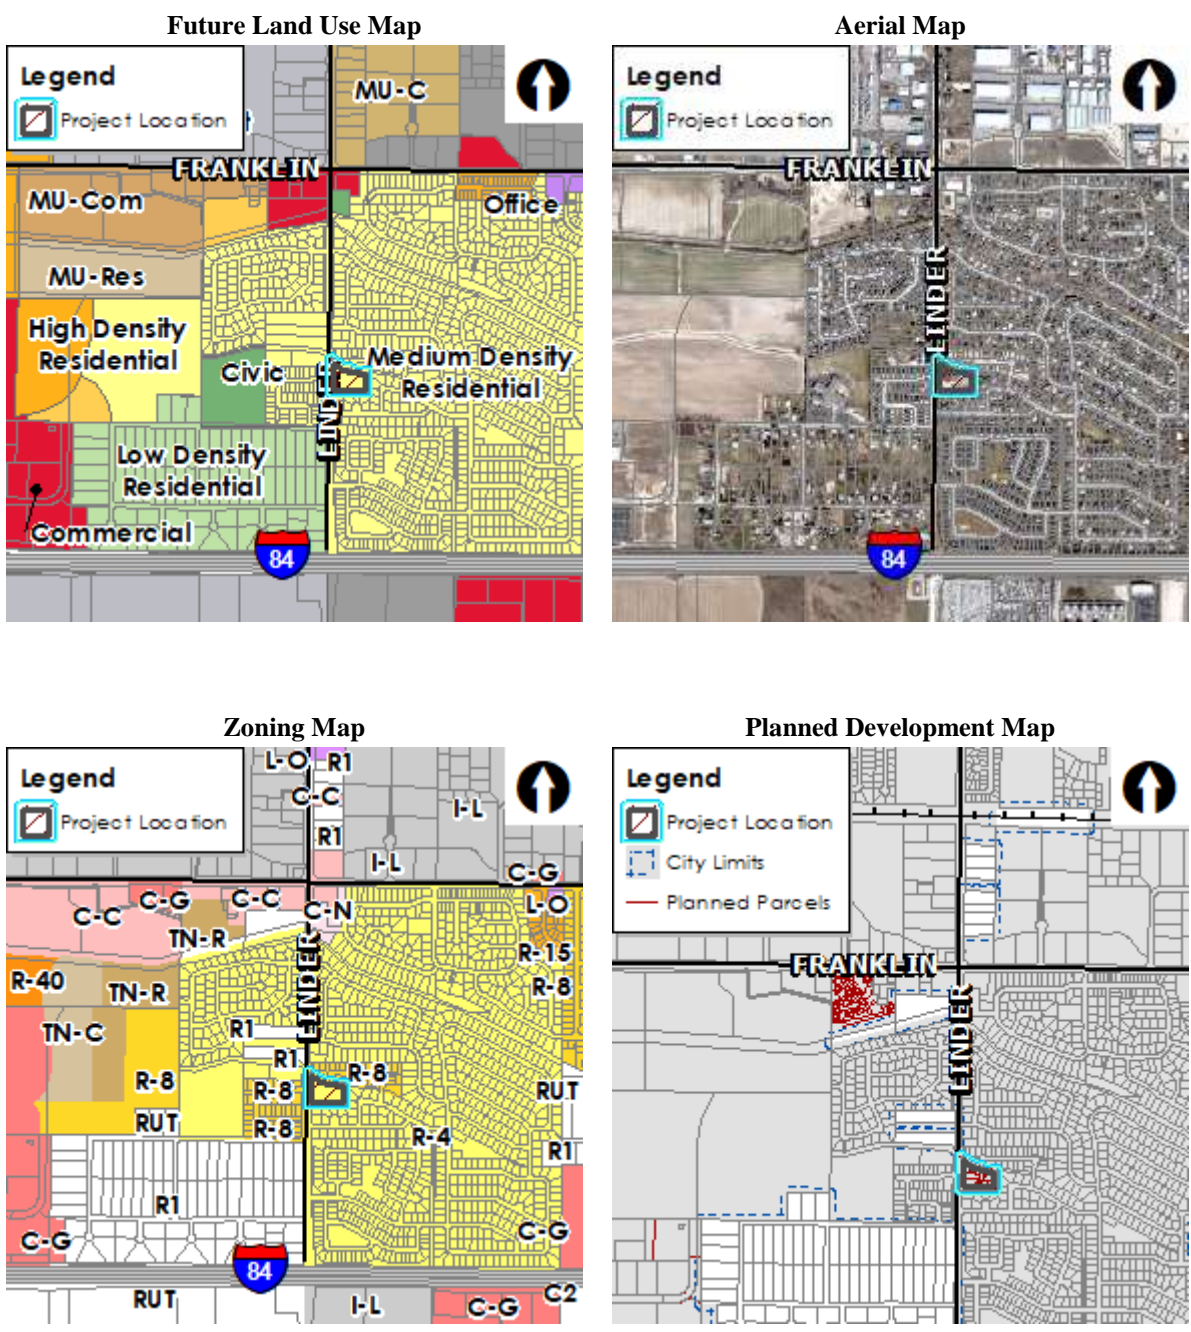 Future Land Use Map
Legend
Project Location
MU-C
FRANKLIN
MU-Com
Office
MU-Res
High Density
Residential
Civic
Medium Density
Residential
Low Density
Residential
Commercial
84
Aerial Map
Legend
Project Location
FRANKLIN
LINDER
84
Zoning Map
Legend
Project Location
L-O
R1
C-C
I-L
R1
I-L
C-G
C-G
C-C
C-C
C-N
L-O
TN-R
LINDER
R-15
R-40
TN-R
R-8
TN-C
R1
R1
R-8
R-8
R-8
RUT
RUT
R-8
R-4
R1
R1
C-G
C-G
84
RUT
I-L
C-G
C2
Planned Development Map
Legend
Project Location
City Limits
Planned Parcels
FRANKLIN
LINDER